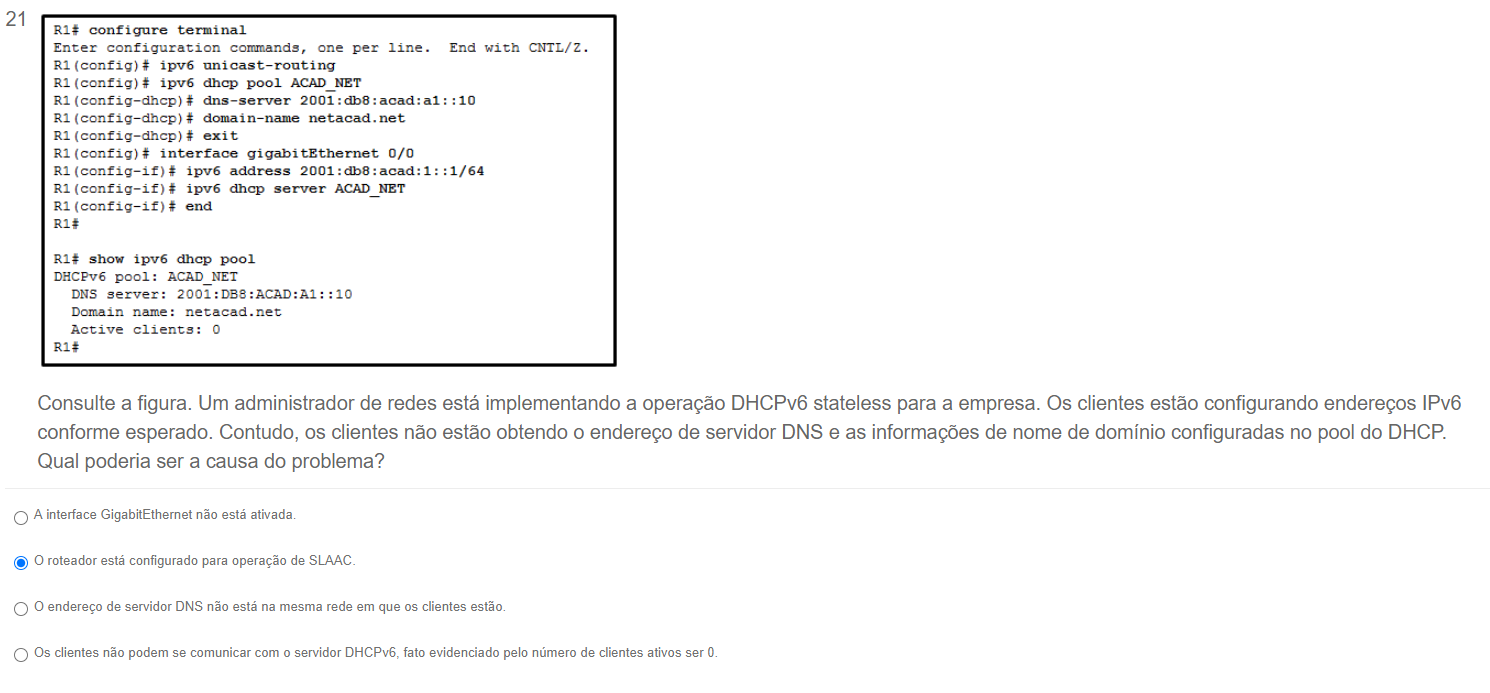 21
R1# configure terminal
Enter configuration commands, one per line.  End with CNTL/Z.
R1(config)# ipv6 unicast-routing
R1(config)# ipv6 dhcp pool ACAD_NET
R1(config-dhcp)# dns-server 2001:db8:acad:a1::10
R1(config-dhcp)# domain-name netacad.net
R1(config-dhcp)# exit
R1(config)# interface gigabitEthernet 0/0
R1(config-if)# ipv6 address 2001:db8:acad:1::1/64
R1(config-if)# ipv6 dhcp server ACAD_NET
R1(config-if)# end
R1#
R1# show ipv6 dhcp pool
DHCPv6 pool: ACAD_NET
DNS server: 2001:DB8:ACAD:A1::10
Domain name: netacad.net
Active clients: 0
R1#
Consulte a figura. Um administrador de redes está implementando a operação DHCPv6 stateless para a empresa. Os clientes estão configurando endereços IPv6
conforme esperado. Contudo, os clientes não estão obtendo o endereço de servidor DNS e as informações de nome de domínio configuradas no pool do DHCP.
Qual poderia ser a causa do problema?
A interface GigabitEthernet não está ativada.
O roteador está configurado para operação de SLAAC.
O endereço de servidor DNS não está na mesma rede em que os clientes estão.
Os clientes não podem se comunicar com o servidor DHCPv6, fato evidenciado pelo número de clientes ativos ser 0.